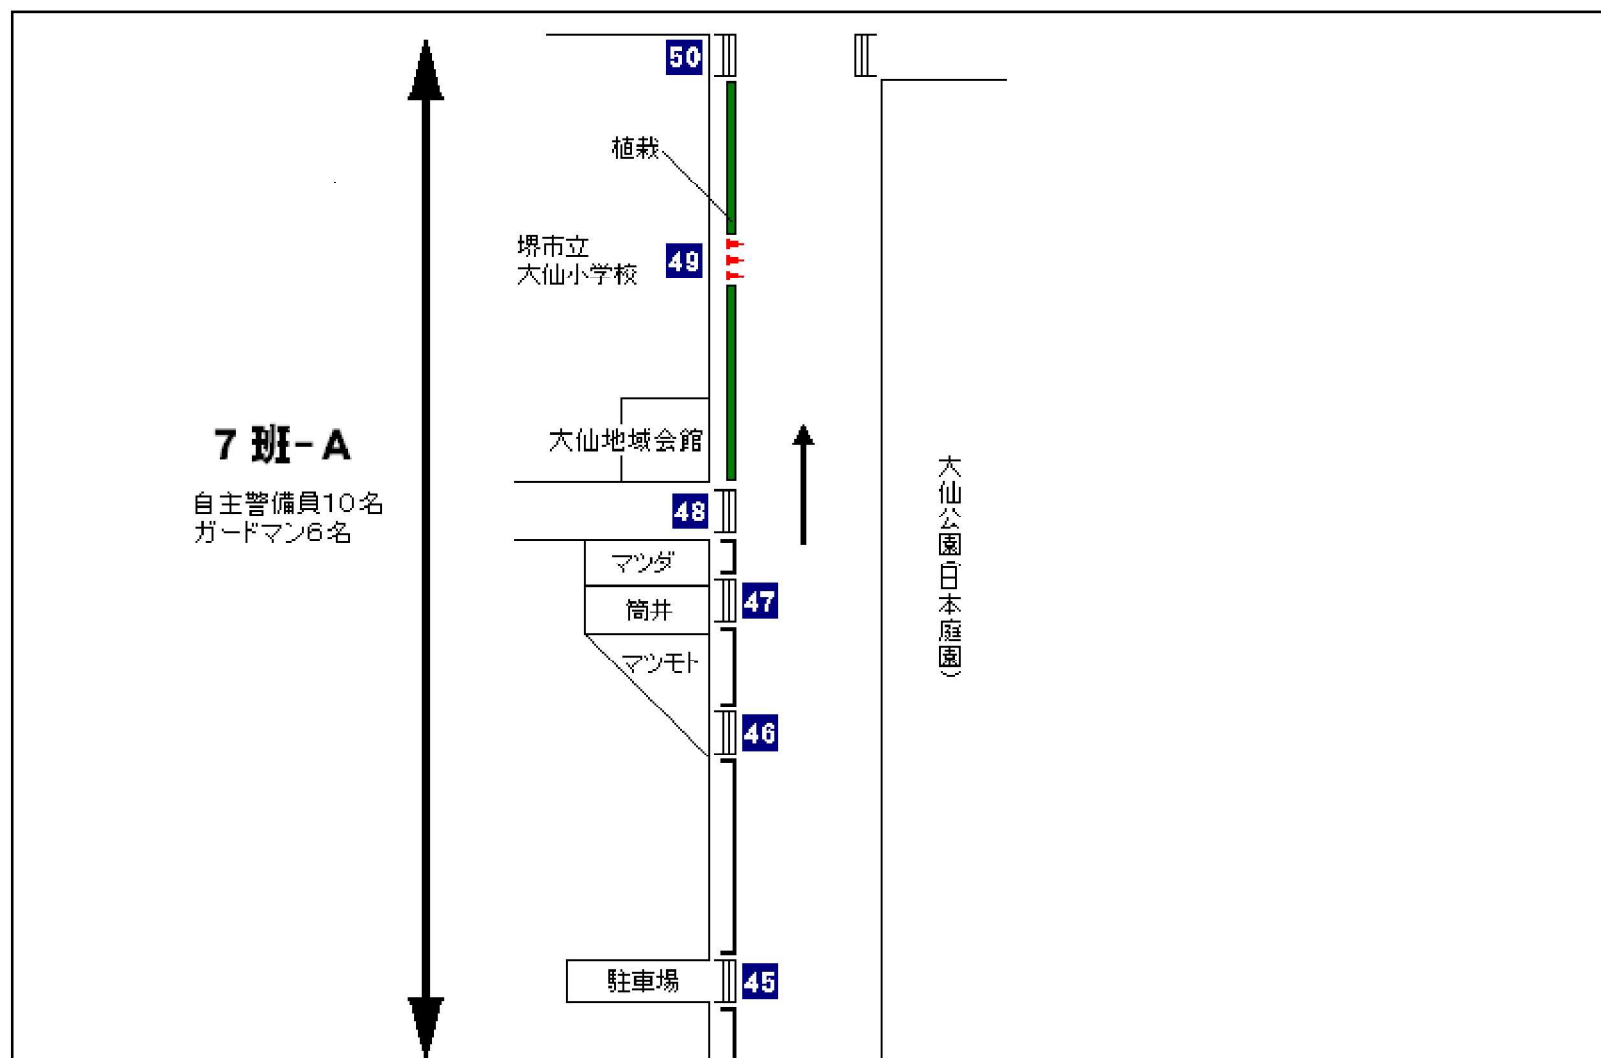 50
植栽
堺市立
大仙小学校
49
7 班-A
自主警備員10名
ガードマン6名
大仙地域会館
大仙公園(日本庭園)
48
マツダ
47
筒井
マツモト
46
駐車場
45